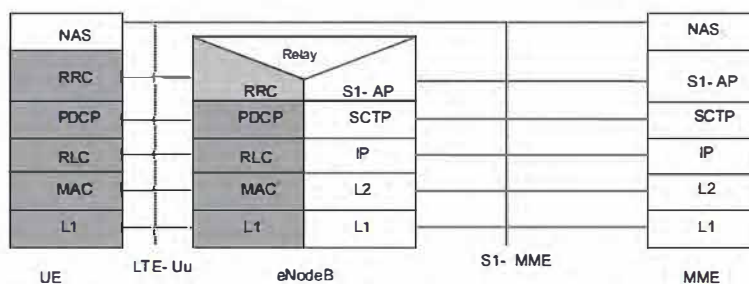 NAS NAS
Relay
RRC RRC S1- AP S1- AP
PDCP PDCP SCTP SCTP
RLC RLC IP IP
MAC MAC L2 L2
L1 L1 L1 L1
UE LTE- Uu eNodeB S1- MME MME